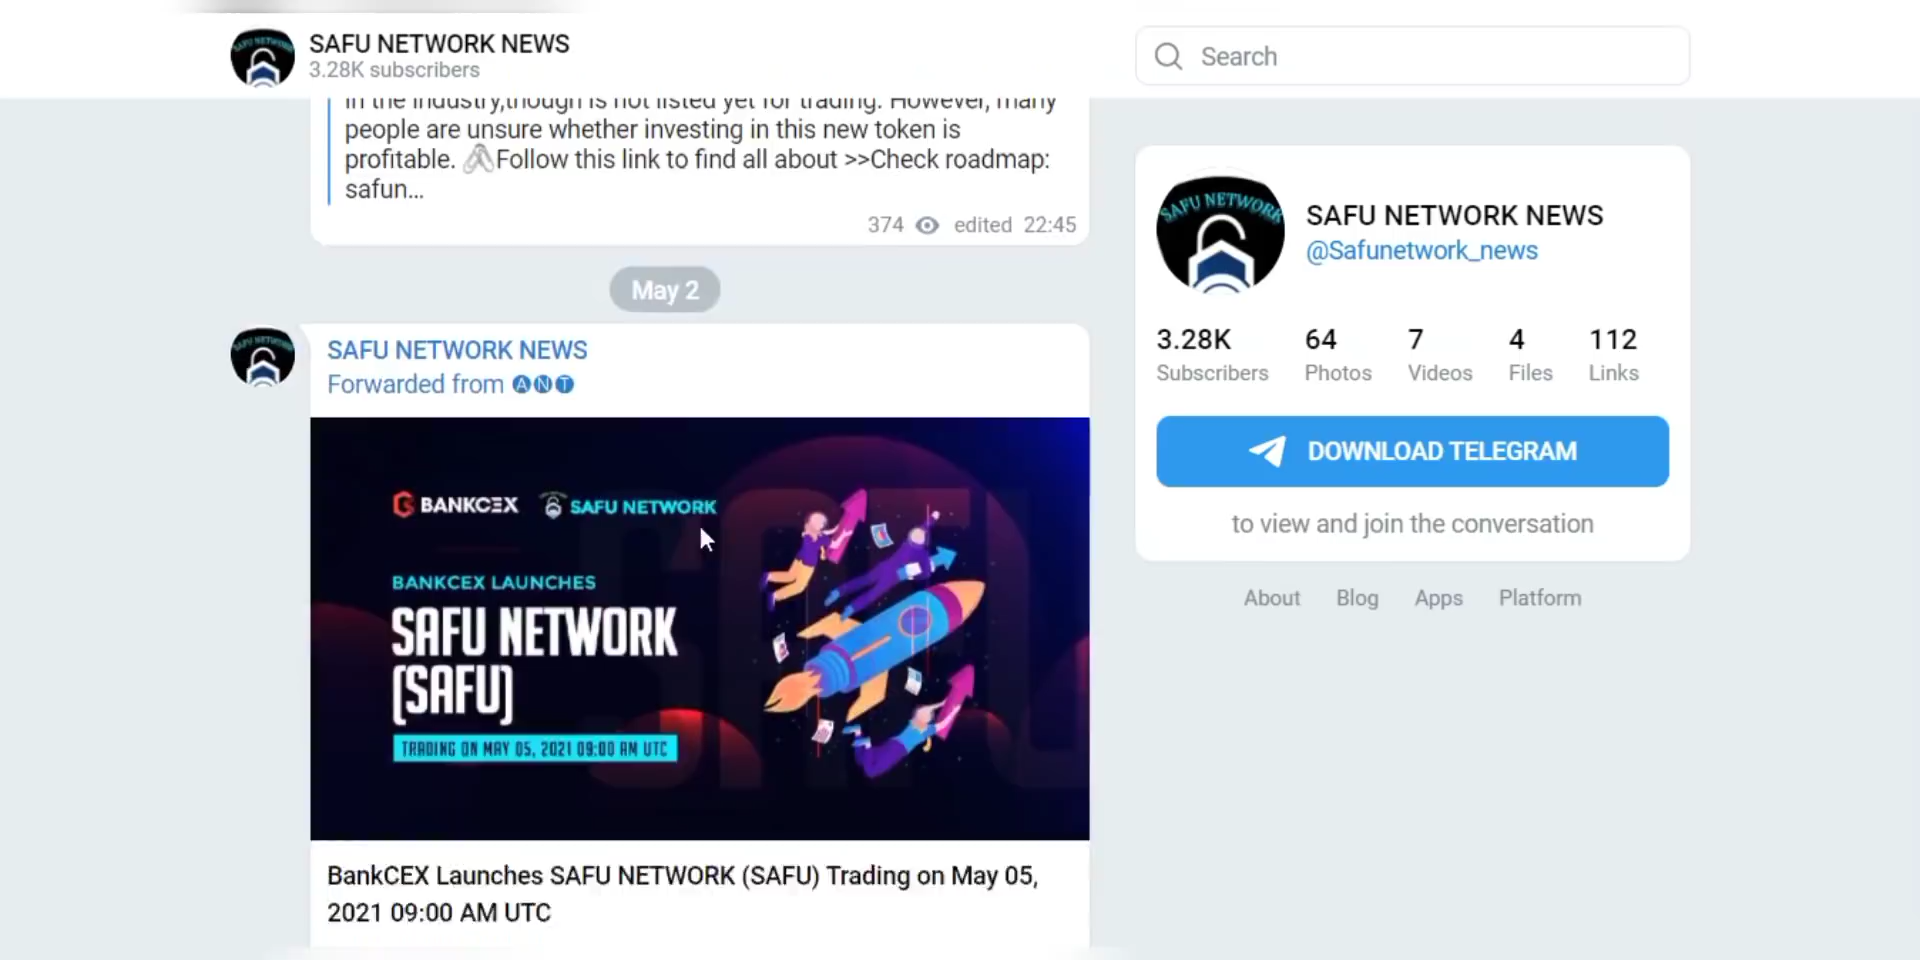 SAFU NETWORK NEWS
3.28K subscribers
Search
in the industry,though is not listed yet for trading. However, many
people are unsure whether investing in this new token is
profitable. 🖇Follow this link to find all about >>Check roadmap:
safun...
374 edited 22:45
May 2
SAFU NETWORK NEWS
Forwarded from 🅐🅝🅣
BANKCEX SAFU NETWORK
BANKCEX LAUNCHES
SAFU NETWORK
(SAFU)
TRADING ON MAY 05, 2021 09:00 AM UTC
BankCEX Launches SAFU NETWORK (SAFU) Trading on May 05,
2021 09:00 AM UTC
SAFU NETWORK
SAFU NETWORK NEWS
@Safunetwork_news
3.28K 64 7 4 112
Subscribers Photos Videos Files Links
DOWNLOAD TELEGRAM
to view and join the conversation
About Blog Apps Platform